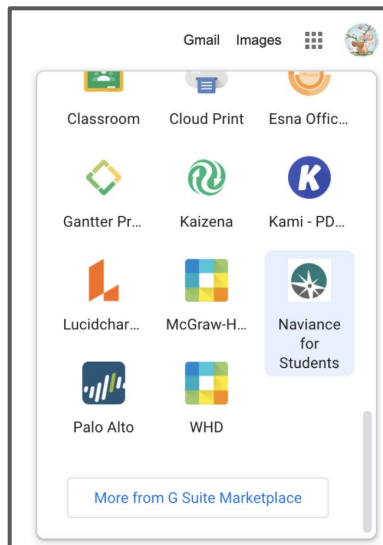 Gmail Images
Classroom Cloud Print Esna Offic...
Gantter Pr... Kaizena Kami - PD...
K
Lucidchar... McGraw-H... Naviance
for
Students
Palo Alto WHD
More from G Suite Marketplace